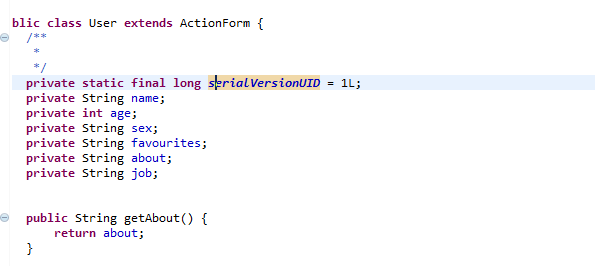 blic class User extends ActionForm {
/**
*
*/
private static final long serialVersionUID = 1L;
private String name;
private int age;
private String sex;
private String favourites;
private String about;
private String job;
public String getAbout() {
return about;
}